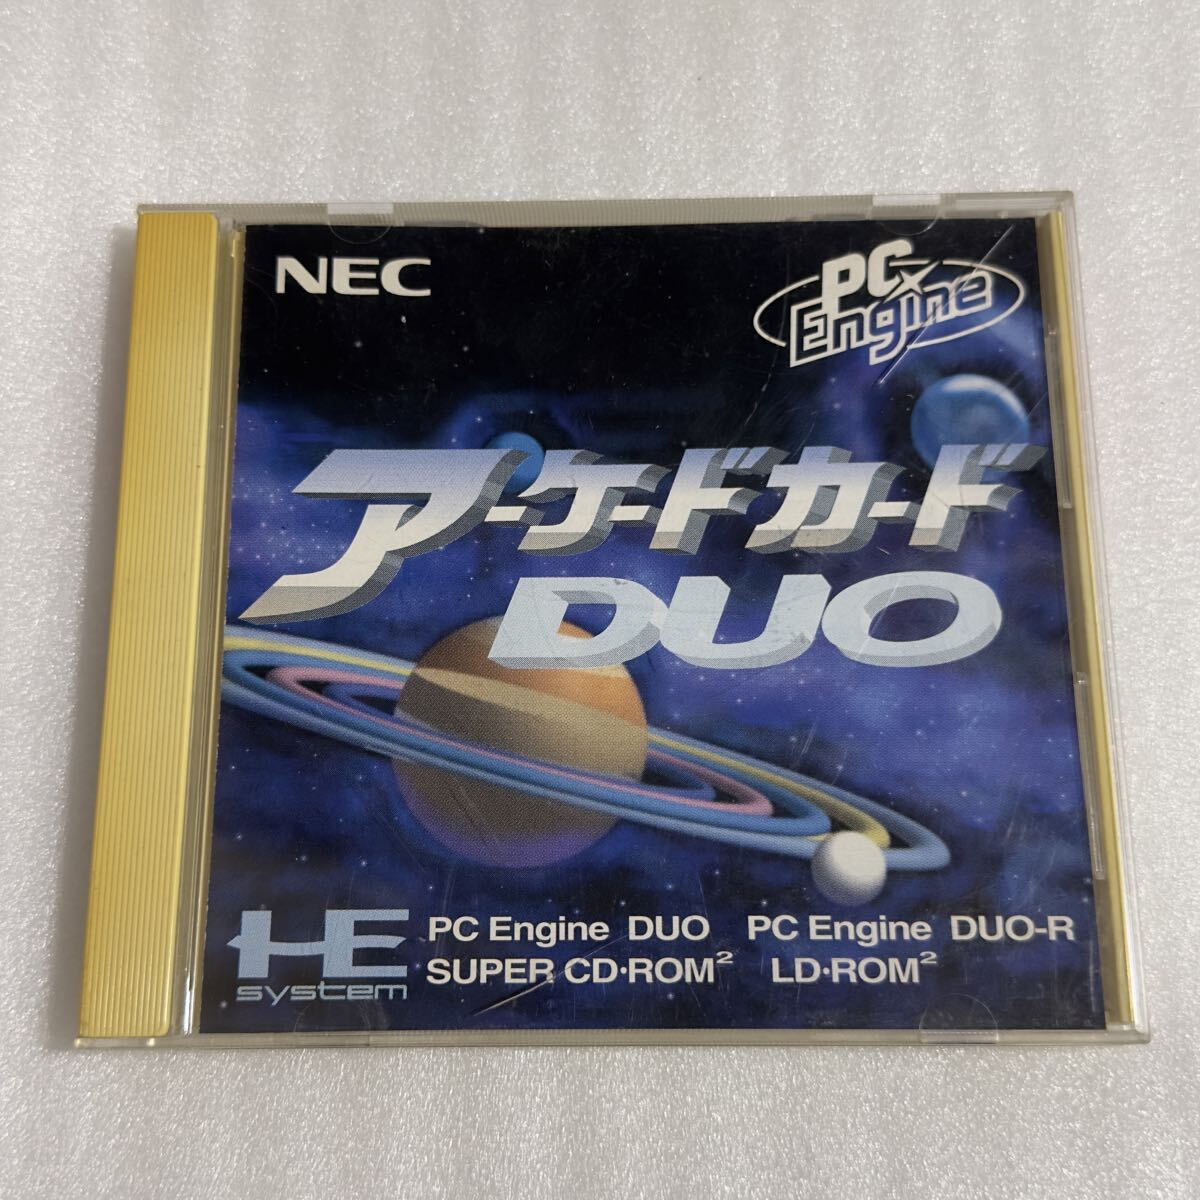 NEC
PC Engine
アーケードカード
DUO
HE system
PC Engine DUO PC Engine DUO-R
SUPER CD・ROM² LD・ROM²